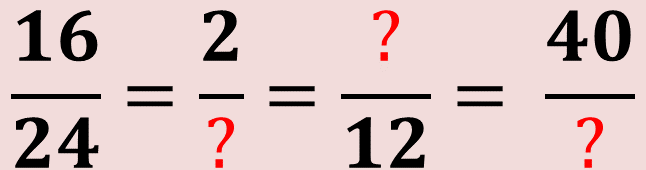 16/24 = 2/? = ?/12 = 40/?